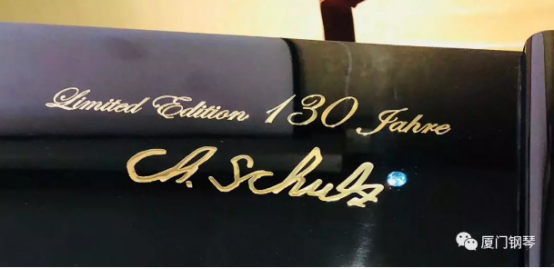 Limited Edition 130 Jahre
Ch. Schulz
厦门钢琴